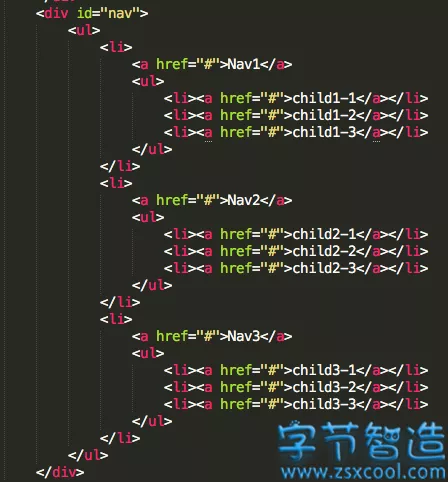 <div id="nav">
<ul>
<li>
<a href="#">Nav1</a>
<ul>
<li><a href="#">child1-1</a></li>
<li><a href="#">child1-2</a></li>
<li><a href="#">child1-3</a></li>
</ul>
</li>
<li>
<a href="#">Nav2</a>
<ul>
<li><a href="#">child2-1</a></li>
<li><a href="#">child2-2</a></li>
<li><a href="#">child2-3</a></li>
</ul>
</li>
<li>
<a href="#">Nav3</a>
<ul>
<li><a href="#">child3-1</a></li>
<li><a href="#">child3-2</a></li>
<li><a href="#">child3-3</a></li>
</ul>
</li>
</ul>
</div>
字节智造
www.zsxcool.com